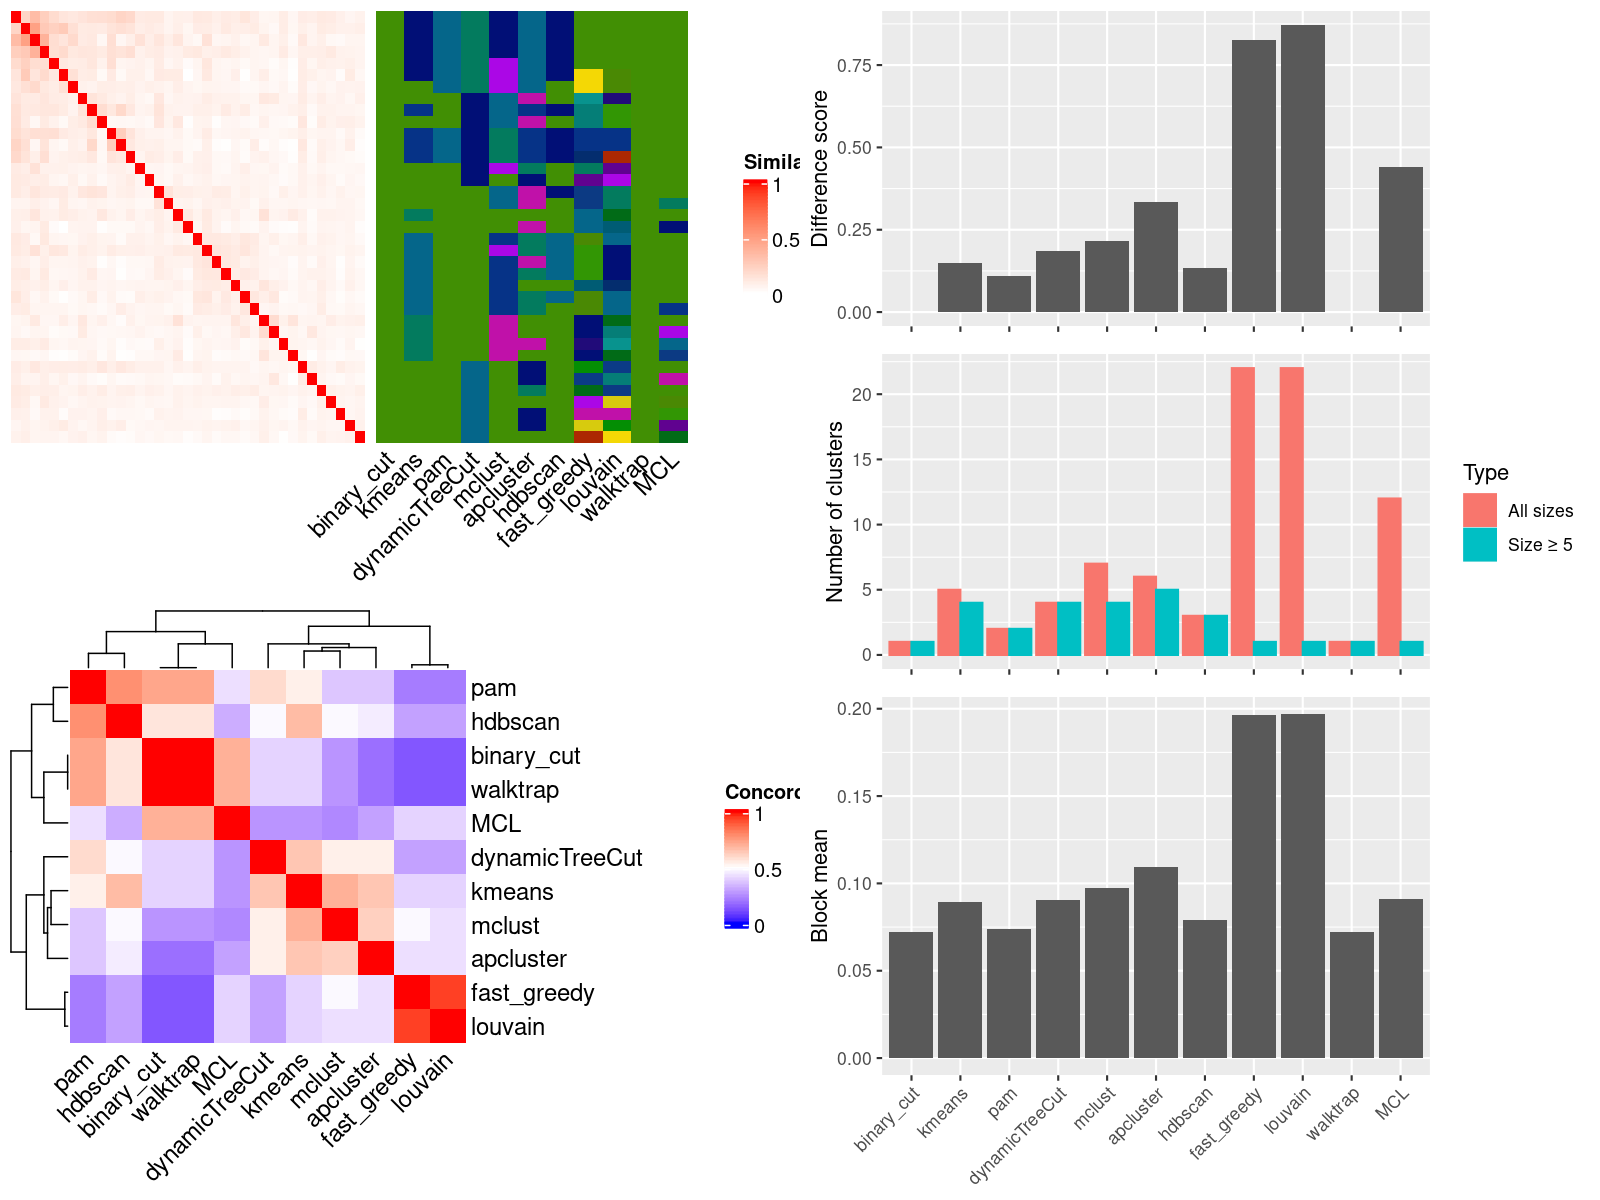 Simila
1
0.5
0
binary_cut
kmeans
pam
dynamicTreeCut
mclust
apcluster
hdbscan
fast_greedy
louvain
walktrap
MCL
pam
hdbscan
binary_cut
walktrap
MCL
dynamicTreeCut
kmeans
mclust
apcluster
fast_greedy
louvain
Concord
1
0.5
0
pam
hdbscan
binary_cut
walktrap
MCL
dynamicTreeCut
kmeans
mclust
apcluster
fast_greedy
louvain
Difference score
0.75
0.50
0.25
0.00
Number of clusters
20
15
10
5
0
Type
All sizes
Size ≥ 5
Block mean
0.20
0.15
0.10
0.05
0.00
binary_cut
kmeans
pam
dynamicTreeCut
mclust
apcluster
hdbscan
fast_greedy
louvain
walktrap
MCL